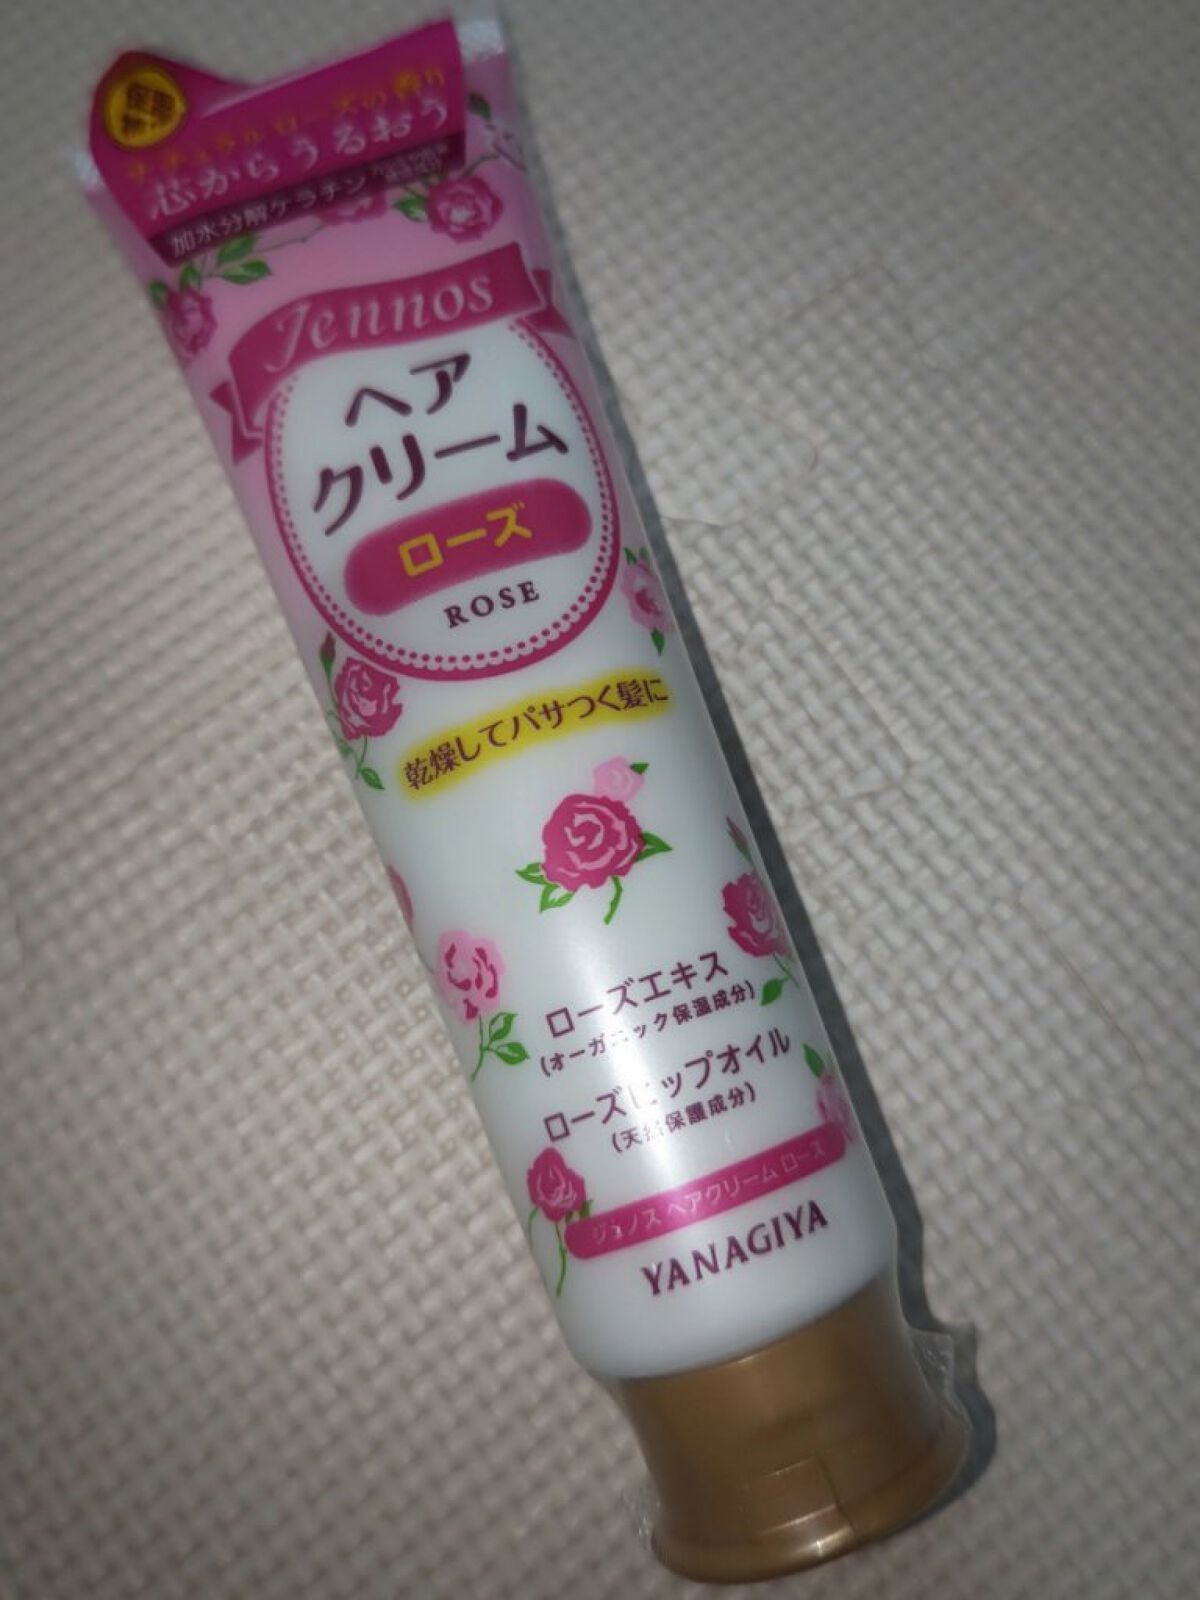 保湿
ナチュラルローズの香り
芯からうるおう
加水分解ケラチン
Jennos
ヘア
クリーム
ローズ
ROSE
乾燥してパサつく髪に
ローズエキス
(オーガニック保湿成分)
ローズヒップオイル
(天然保護成分)
ジェノス ヘアクリーム ローズ
YANAGIYA